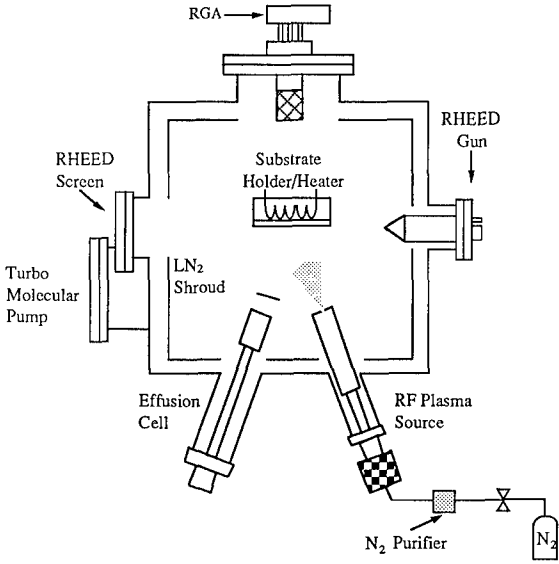 RGA
RHEED
Gun
RHEED
Screen
Substrate
Holder/Heater
LN₂
Shroud
Turbo
Molecular
Pump
Effusion
Cell
RF Plasma
Source
N₂ Purifier
N₂